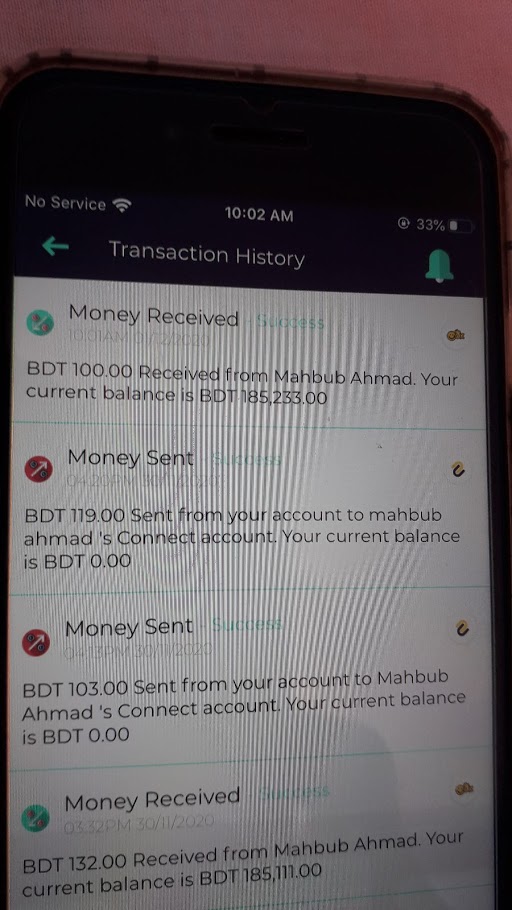 No Service
10:02 AM
33%
Transaction History
Money Received - Success
10:01AM 01/12/2020
BDT 100.00 Received from Mahbub Ahmad. Your
current balance is BDT 185,233.00
Money Sent - Success
30/11/2020
BDT 119.00 Sent from your account to mahbub
ahmad 's Connect account. Your current balance
is BDT 0.00
Money Sent - Success
04:13PM 30/11/2020
BDT 103.00 Sent from your account to Mahbub
Ahmad 's Connect account. Your current balance
is BDT 0.00
Money Received - Success
03:32PM 30/11/2020
BDT 132.00 Received from Mahbub Ahmad. Your
current balance is BDT 185,111.00